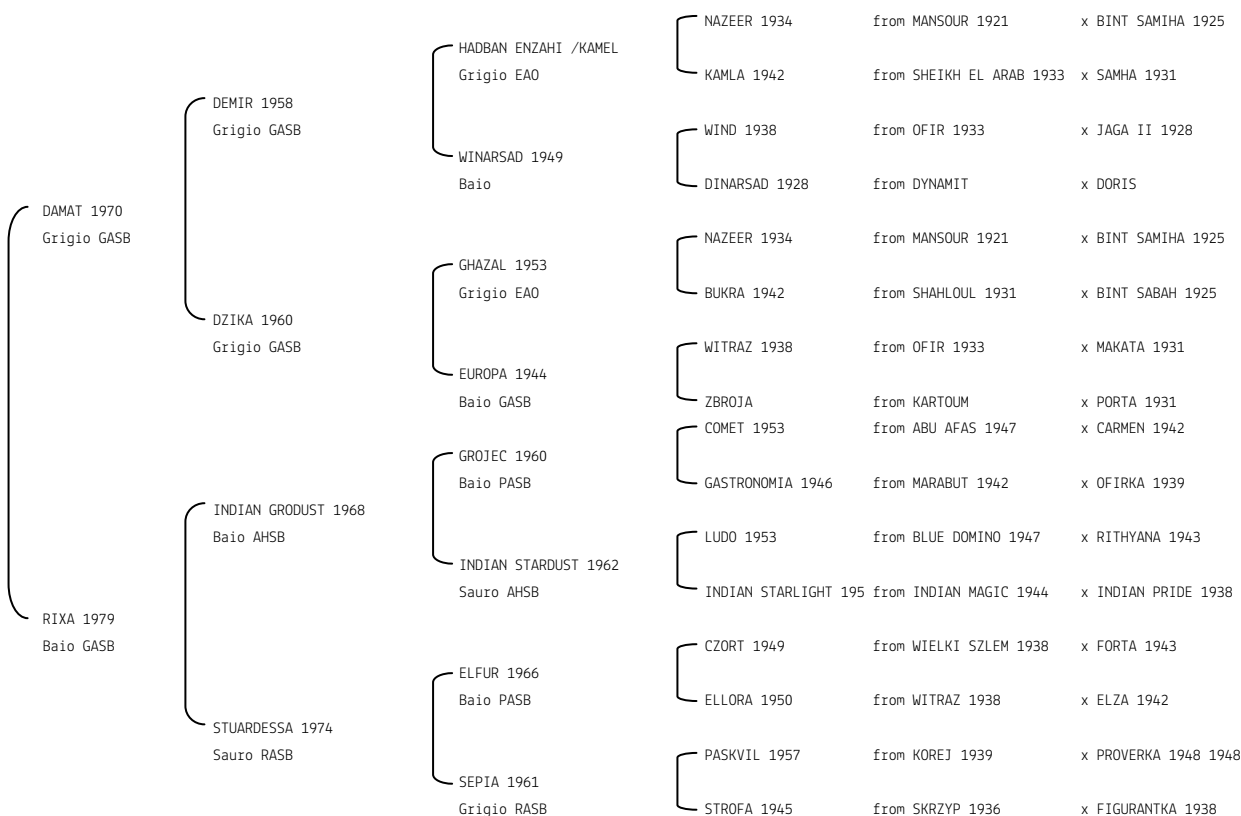 NAZEER 1934 from MANSOUR 1921 x BINT SAMIHA 1925
HADBAN ENZAHI /KAMEL
Grigio EAO KAMLA 1942 from SHEIKH EL ARAB 1933 x SAMHA 1931
DEMIR 1958
Grigio GASB WIND 1938 from OFIR 1933 x JAGA II 1928
WINARSAD 1949
Baio DINARSAD 1928 from DYNAMIT x DORIS
DAMAT 1970
Grigio GASB NAZEER 1934 from MANSOUR 1921 x BINT SAMIHA 1925
GHAZAL 1953
Grigio EAO BUKRA 1942 from SHAHLOUL 1931 x BINT SABAH 1925
DZIKA 1960
Grigio GASB WITRAZ 1938 from OFIR 1933 x MAKATA 1931
EUROPA 1944
Baio GASB ZBROJA from KARTOUM x PORTA 1931
COMET 1953 from ABU AFAS 1947 x CARMEN 1942
GROJEC 1960
Baio PASB GASTRONOMIA 1946 from MARABUT 1942 x OFIRKA 1939
INDIAN GRODUST 1968
Baio AHSB LUDO 1953 from BLUE DOMINO 1947 x RITHYANA 1943
INDIAN STARDUST 1962
Sauro AHSB INDIAN STARLIGHT 195 from INDIAN MAGIC 1944 x INDIAN PRIDE 1938
RIXA 1979
Baio GASB CZORT 1949 from WIELKI SZLEM 1938 x FORTA 1943
ELFUR 1966
Baio PASB ELLORA 1950 from WITRAZ 1938 x ELZA 1942
STUARDESSA 1974
Sauro RASB PASKVIL 1957 from KOREJ 1939 x PROVERKA 1948 1948
SEPIA 1961
Grigio RASB STROFA 1945 from SKRZYP 1936 x FIGURANTKA 1938